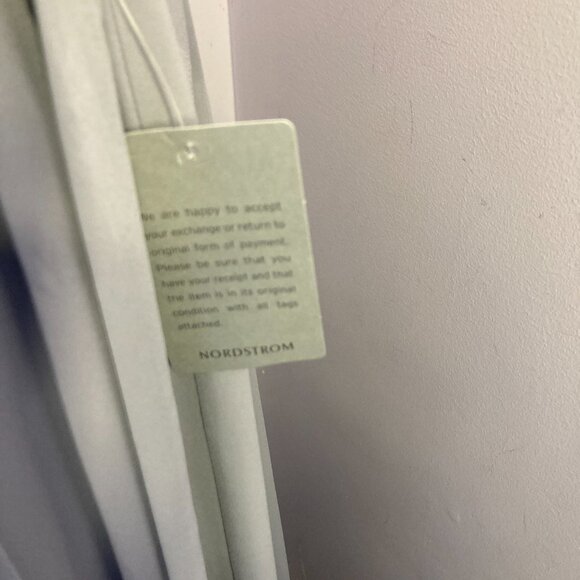 We are happy to accept
your exchange or return to
original form of payment.
Please be sure that you
have your receipt and that
the item is in its original
condition with all tags
attached.
NORDSTROM